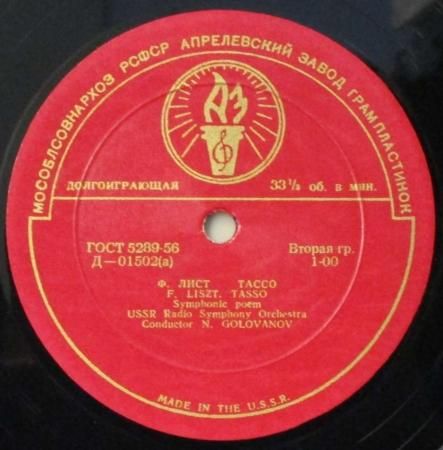 МОСОБЛСОВНАРХОЗ РСФСР АПРЕЛЕВСКИЙ ЗАВОД ГРАМПЛАСТИНОК
АЗ
ДОЛГОИГРАЮЩАЯ 33⅓ об. в мин.
ГОСТ 5289-56 Вторая гр.
Д—01502(а) 1-00
Ф. ЛИСТ ТАССО
F. LISZT. TASSO
Symphonic poem
USSR Radio Symphony Orchestra
Conductor N. GOLOVANOV
MADE IN THE U.S.S.R.